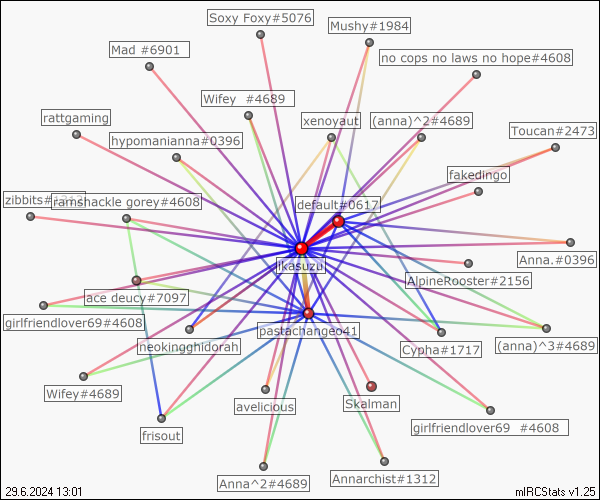 Soxy Foxy#5076
Mushy#1984
Mad #6901
no cops no laws no hope#4608
Wifey #4689
rattgaming
xenoyaut
(anna)^2#4689
Toucan#2473
hypomanianna#0396
fakedingo
zibbits#
ramshackle gorey#4608
default#0617
Anna.#0396
jkasuzu
AlpineRooster#2156
ace deucy#7097
girlfriendlover69#4608
pastachangeo41
neokingghidorah
Cypha#1717
(anna)^3#4689
Wifey#4689
avelicious
Skalman
girlfriendlover69 #4608
frisout
Anna^2#4689
Annarchist#1312
29.6.2024 13:01
mIRCStats v1.25